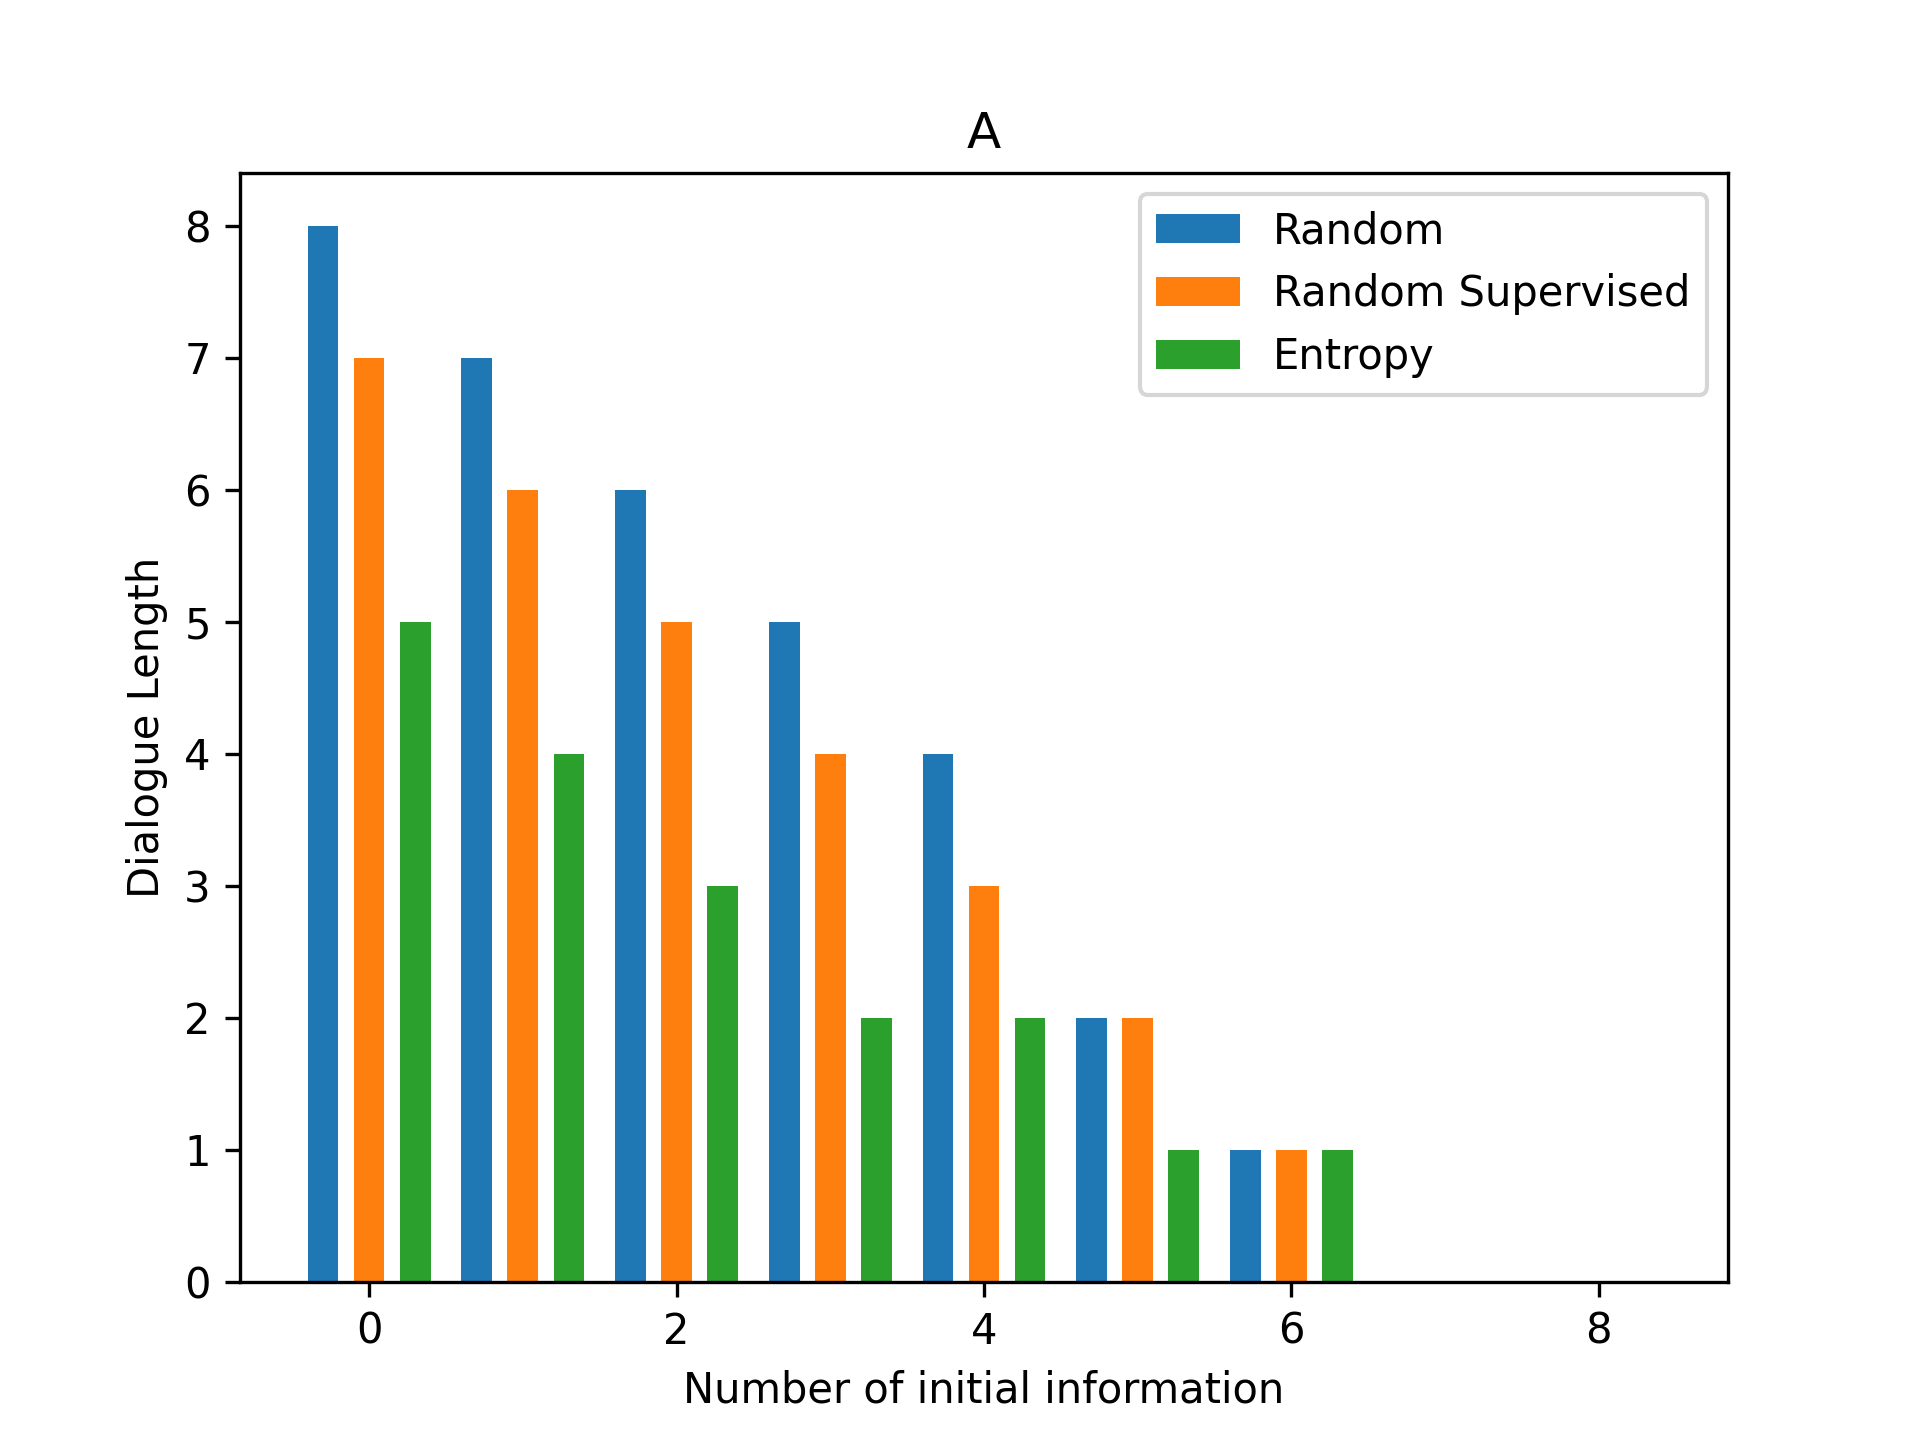 A
Random
Random Supervised
Entropy
8
7
6
5
4
3
2
1
0
Dialogue Length
0 2 4 6 8
Number of initial information